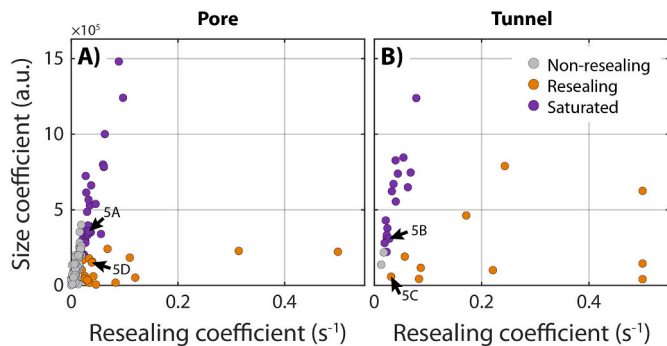 Pore
Tunnel
×10⁵
A)
B)
Non-resealing
Resealing
Saturated
Size coefficient (a.u.)
15
10
5
0
5A
5D
5B
5C
0 0.2 0.4
0 0.2 0.4
Resealing coefficient (s⁻¹)
Resealing coefficient (s⁻¹)